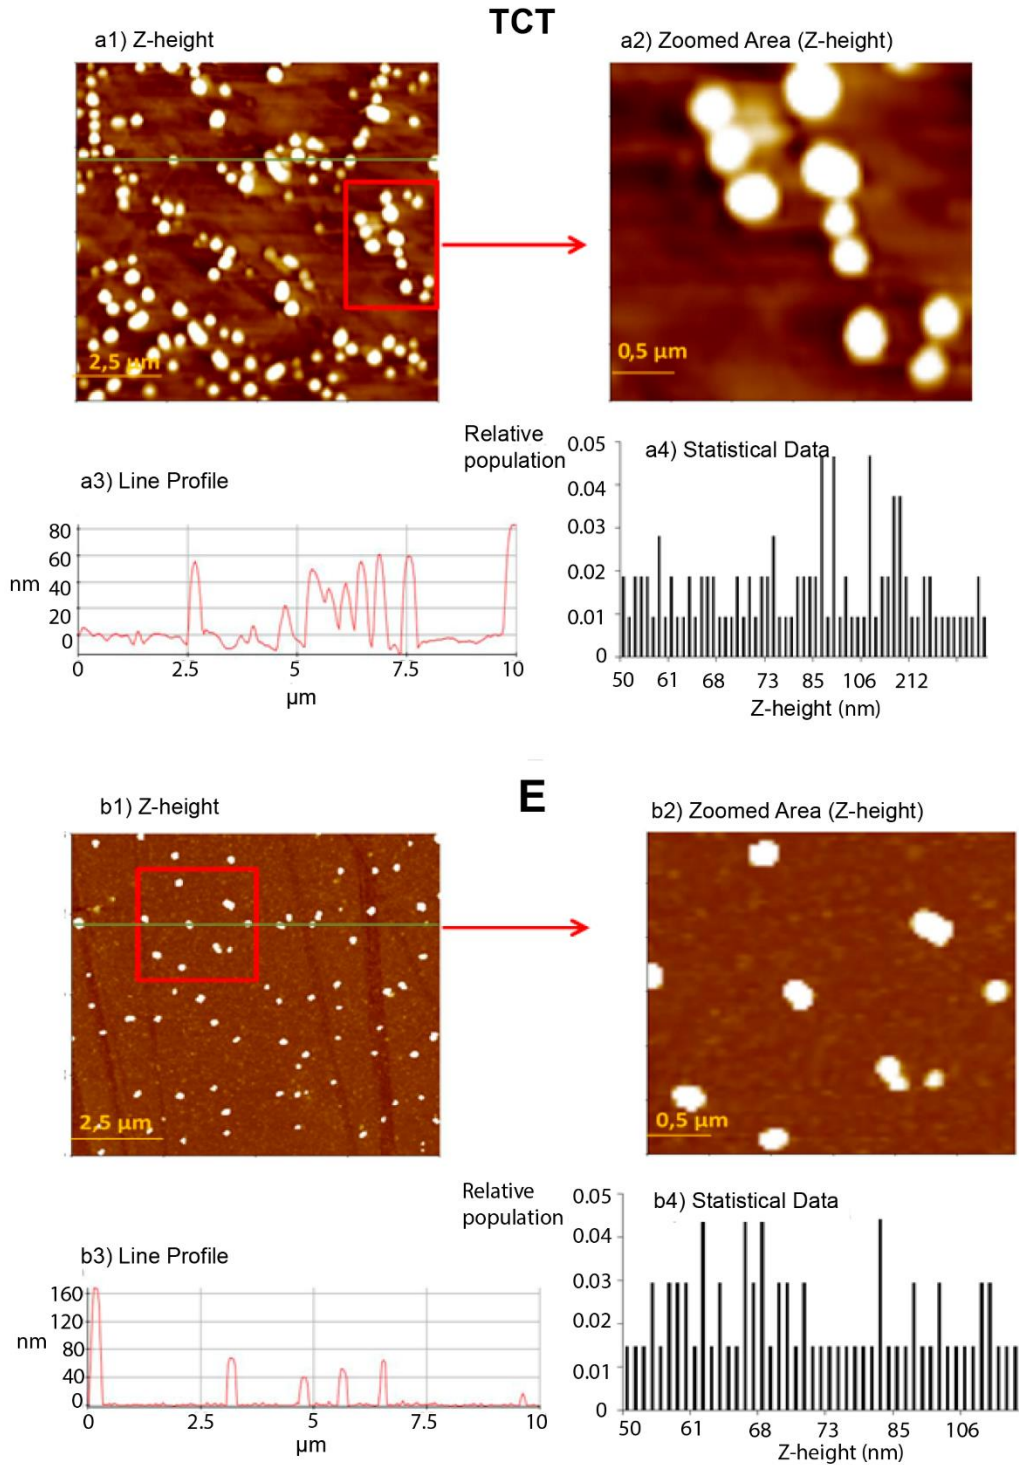 TCT
a1) Z-height
a2) Zoomed Area (Z-height)
2,5 µm
0,5 µm
a3) Line Profile
80
60
40
20
0
nm
0
2.5
5
7.5
10
µm
Relative
population
a4) Statistical Data
0.05
0.04
0.03
0.02
0.01
0
50
61
68
73
85
106
212
Z-height (nm)
E
b1) Z-height
b2) Zoomed Area (Z-height)
2,5 µm
0,5 µm
b3) Line Profile
160
120
80
40
0
nm
0
2.5
5
7.5
10
µm
Relative
population
b4) Statistical Data
0.05
0.04
0.03
0.02
0.01
0
50
61
68
73
85
106
Z-height (nm)